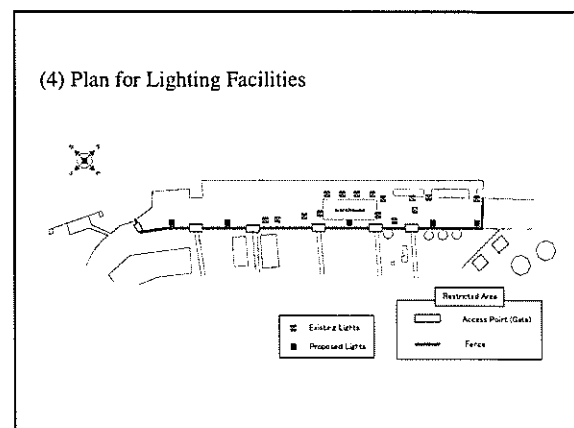 (4) Plan for Lighting Facilities
Restricted Area
Existing Lights
Access Point (Gate)
Proposed Lights
Fence